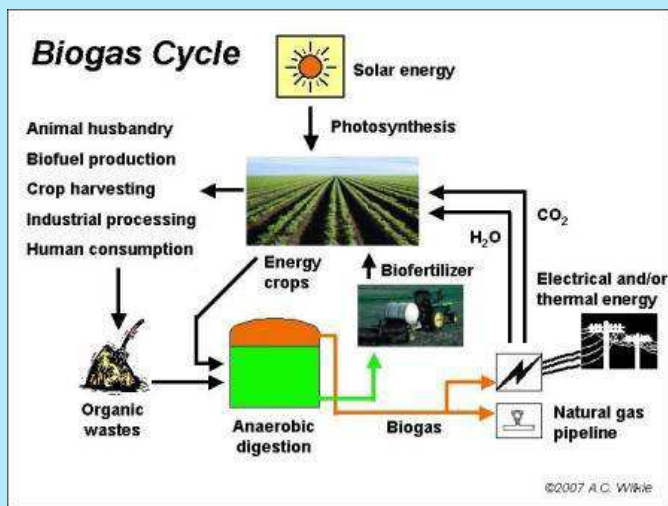 Biogas Cycle
Solar energy
Photosynthesis
Animal husbandry
Biofuel production
Crop harvesting
Industrial processing
Human consumption
CO2
H2O
Energy
crops
Biofertilizer
Electrical and/or
thermal energy
Organic
wastes
Anaerobic
digestion
Biogas
Natural gas
pipeline
©2007 A.C. Wilkie